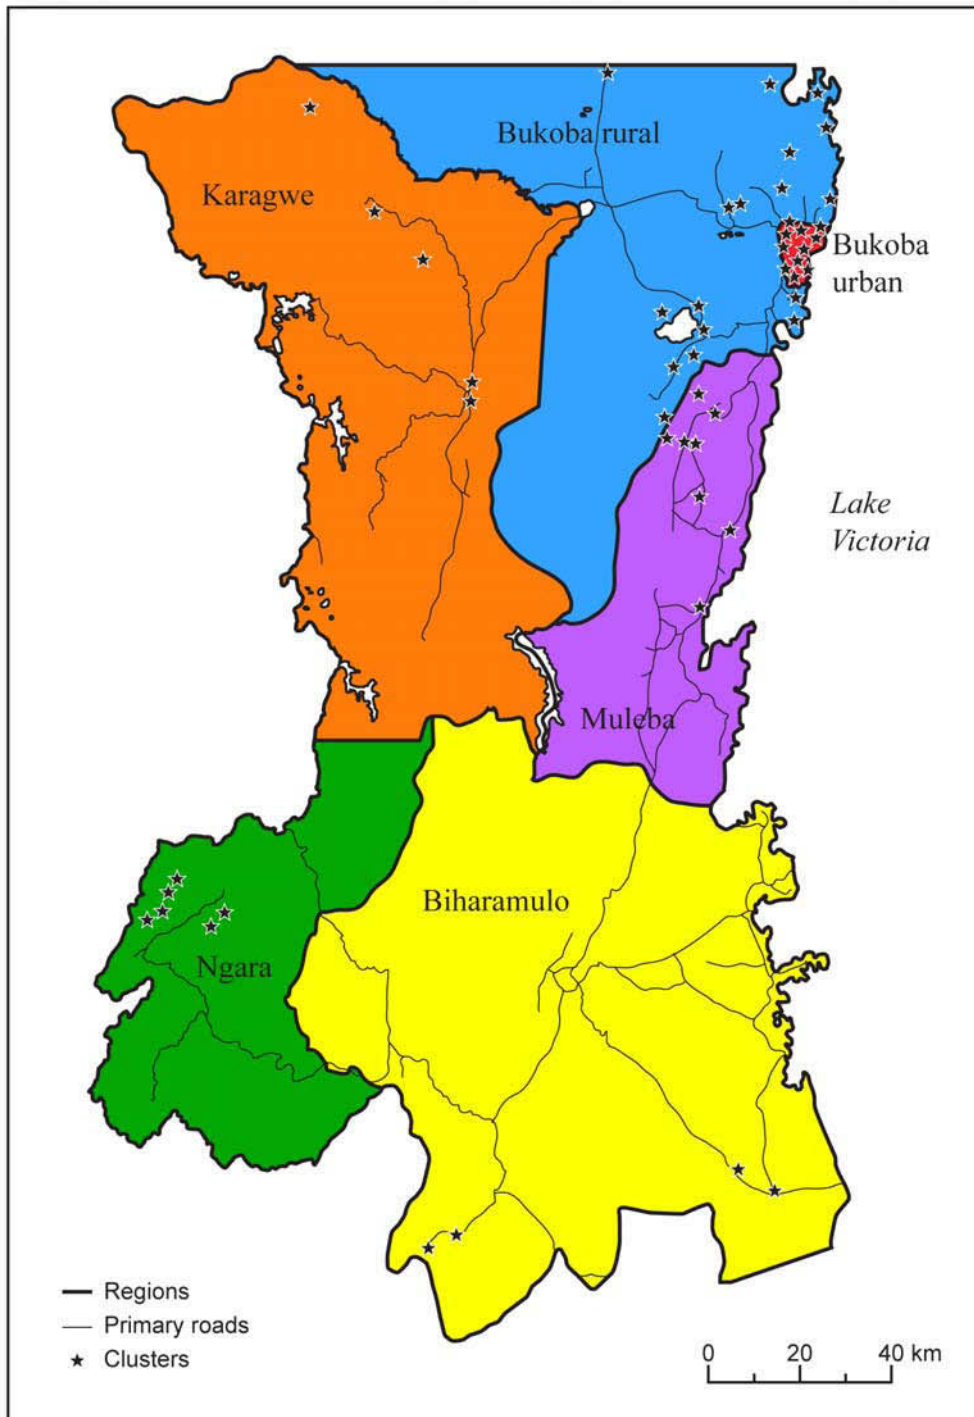 Bukoba rural
Karagwe
Bukoba
urban
Lake
Victoria
Muleba
Biharamulo
Ngara
Regions
Primary roads
Clusters
0 20 40 km